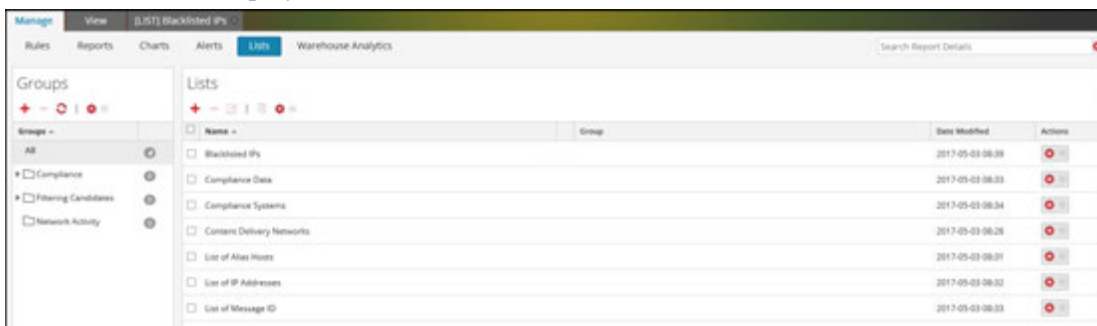 Manage View [LIST] Blacklisted IPs
Rules Reports Charts Alerts Lists Warehouse Analytics Search Report Details
Groups
Groups
All
Compliance
Filtering Candidates
Network Activity
Lists
Name Group Date Modified Actions
Blacklisted IPs 2017-05-03 08:39
Compliance Data 2017-05-03 08:33
Compliance Systems 2017-05-03 08:34
Content Delivery Networks 2017-05-03 08:28
List of Alias Hosts 2017-05-03 08:31
List of IP Addresses 2017-05-03 08:32
List of Message ID 2017-05-03 08:33